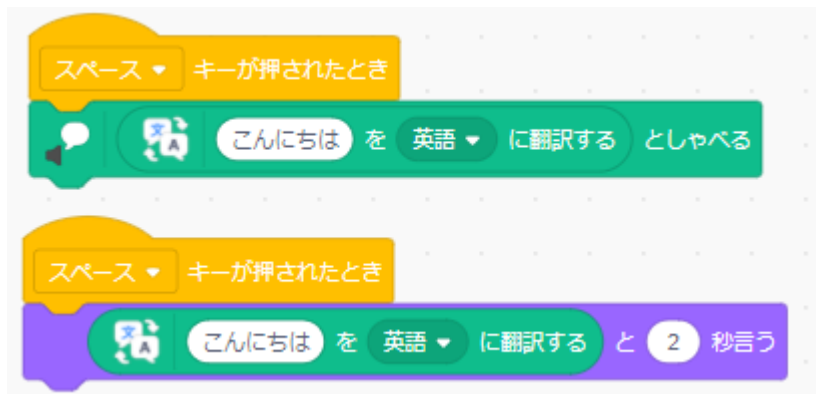 スペース キーが押されたとき
文 A こんにちは を 英語 に翻訳する としゃべる
スペース キーが押されたとき
文 A こんにちは を 英語 に翻訳する と 2 秒言う